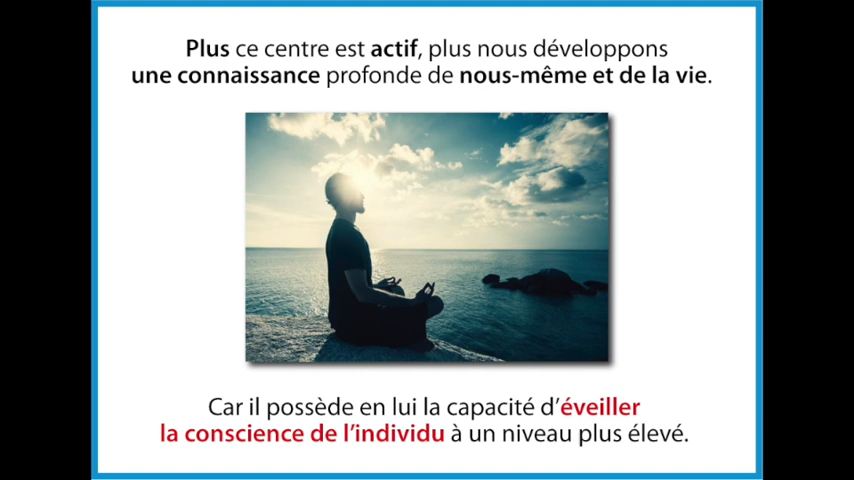 Plus ce centre est actif, plus nous développons
une connaissance profonde de nous-même et de la vie.
Car il possède en lui la capacité d’éveiller
la conscience de l’individu à un niveau plus élevé.